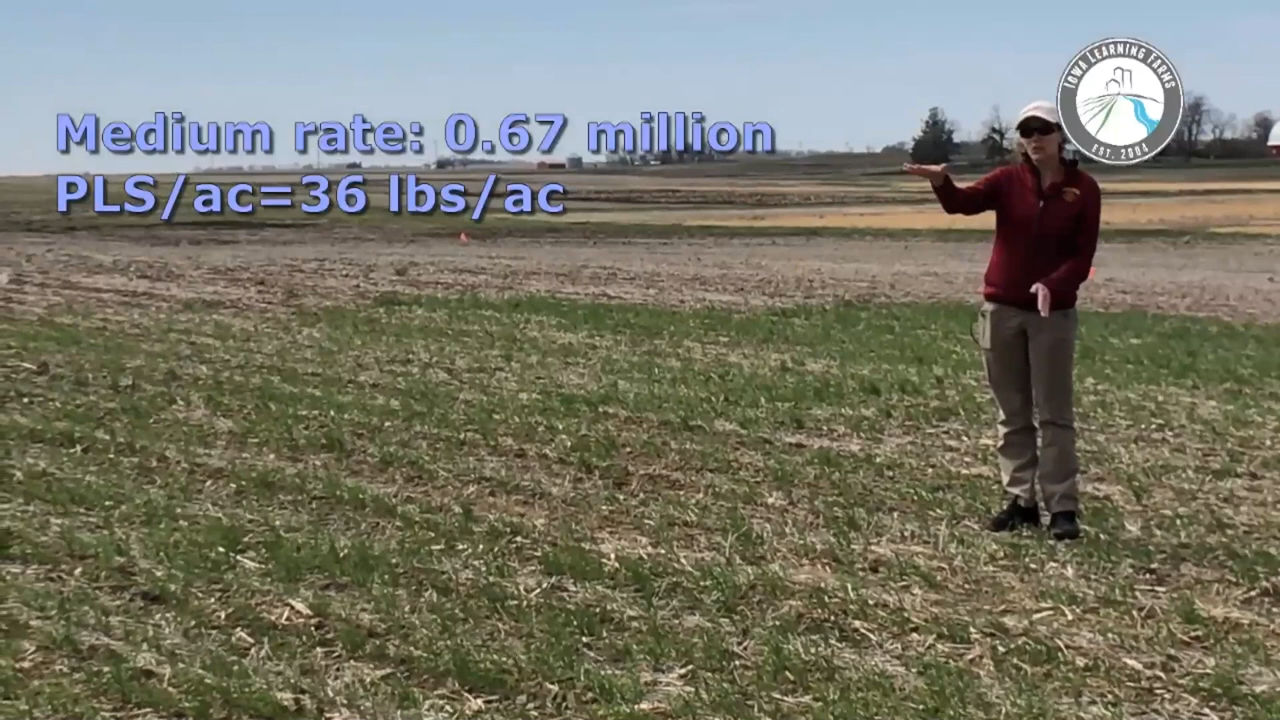 Medium rate: 0.67 million
PLS/ac=36 lbs/ac
IOWA LEARNING FARMS
EST. 2004